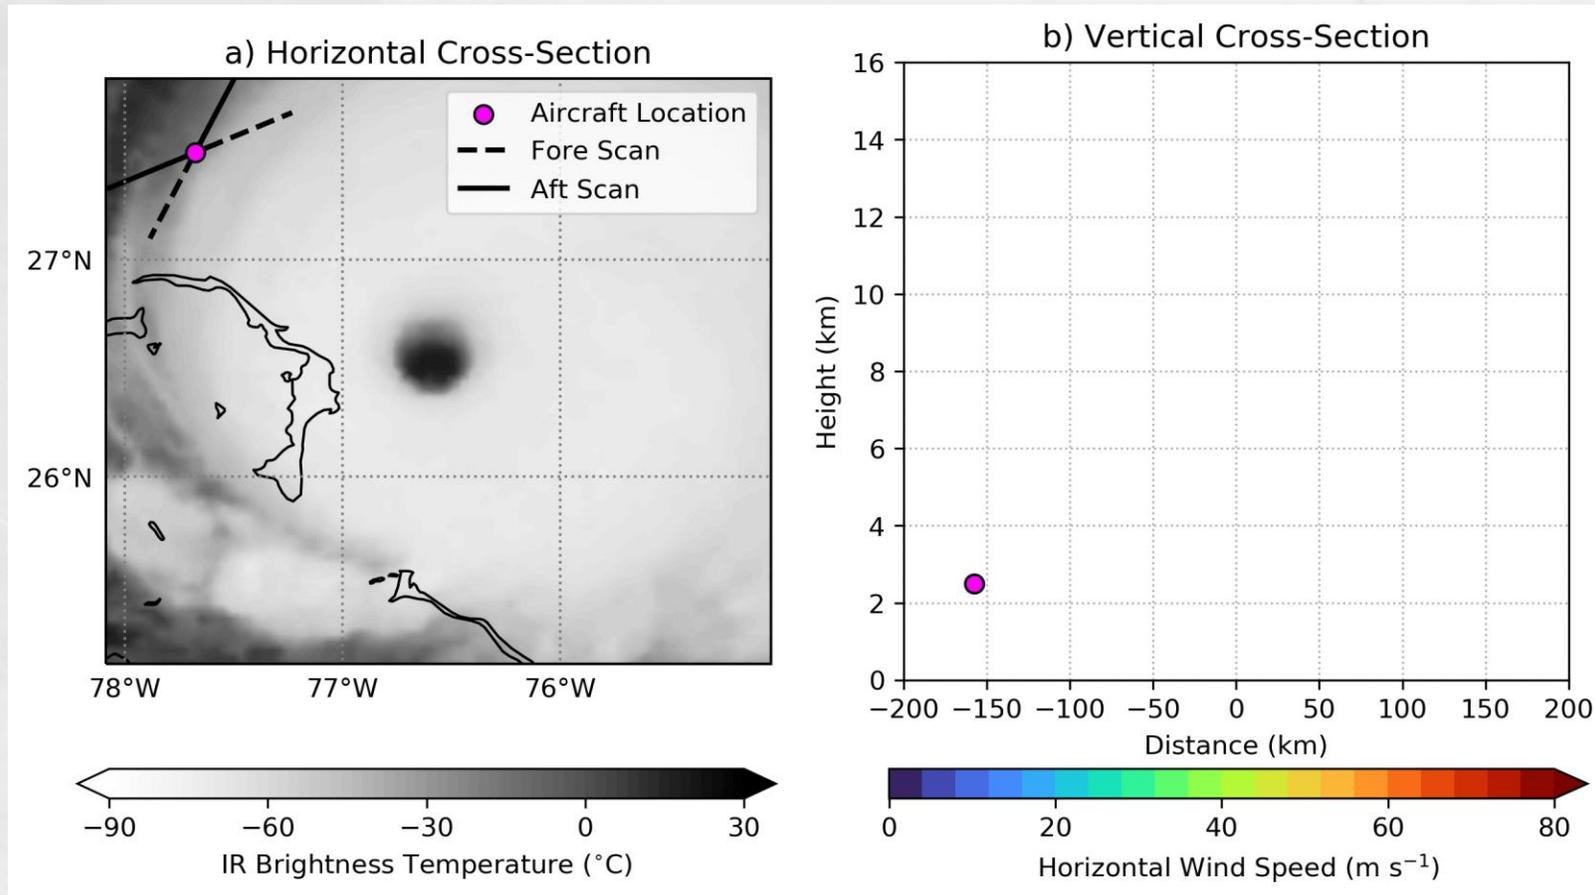 a) Horizontal Cross-Section
Aircraft Location
Fore Scan
Aft Scan
27°N
26°N
78°W 77°W 76°W
−90 −60 −30 0 30
IR Brightness Temperature (°C)
b) Vertical Cross-Section
16
14
12
10
8
6
4
2
0
Height (km)
−200 −150 −100 −50 0 50 100 150 200
Distance (km)
0 20 40 60 80
Horizontal Wind Speed (m s⁻¹)